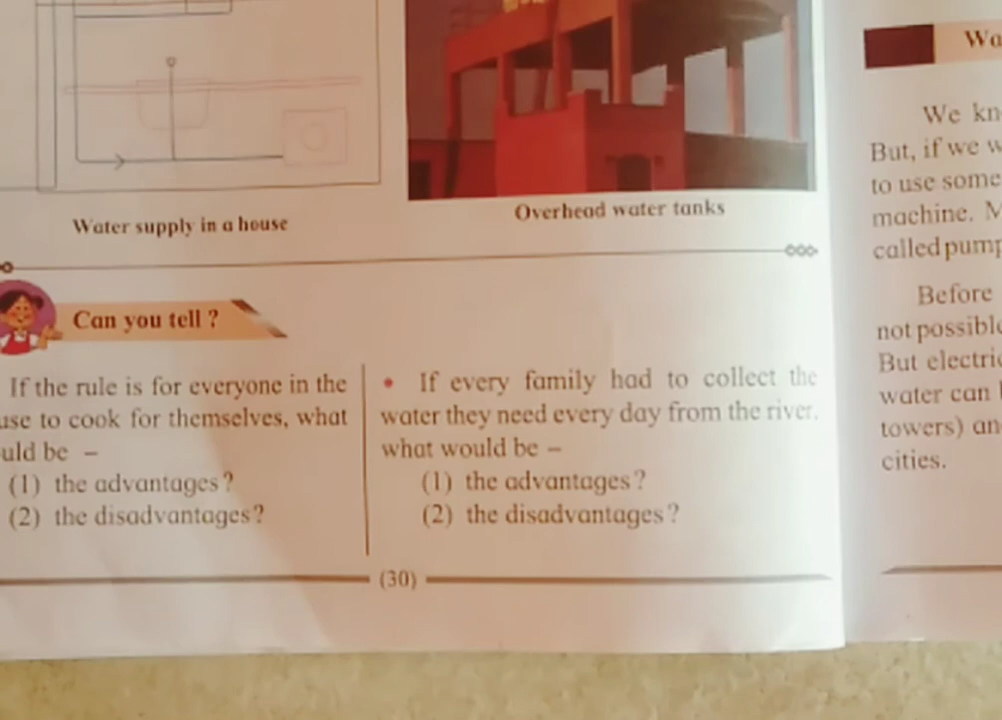 Water supply in a house
Overhead water tanks
Can you tell ?
If the rule is for everyone in the
use to cook for themselves, what
uld be –
(1) the advantages?
(2) the disadvantages?
• If every family had to collect the
water they need every day from the river,
what would be –
(1) the advantages?
(2) the disadvantages?
(30)
Wa
We kn
But, if we w
to use some
machine. M
called pump
Before
not possible
But electric
water can
towers) an
cities.